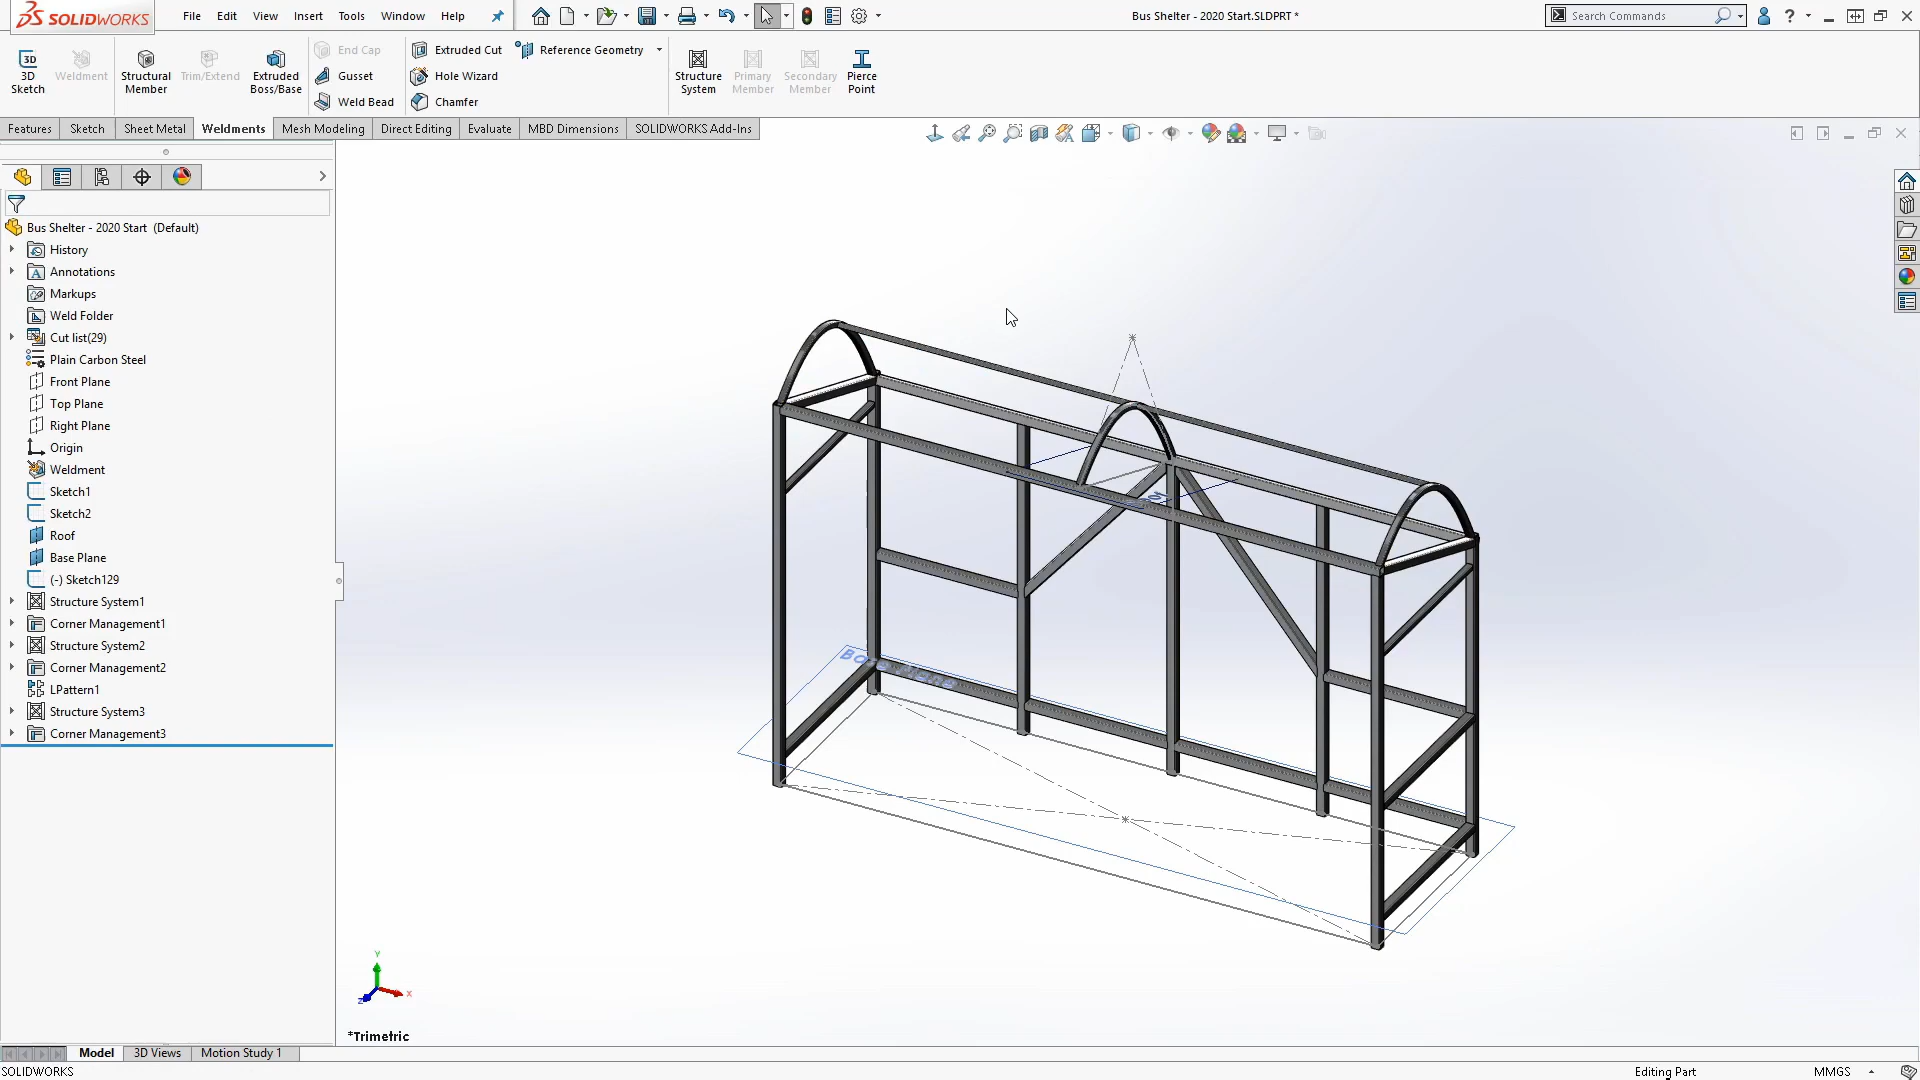 SOLIDWORKS
File Edit View Insert Tools Window Help
Bus Shelter - 2020 Start.SLDPRT *
Search Commands
3D Sketch
Weldment
Structural Member
Trim/Extend
Extruded Boss/Base
End Cap
Gusset
Weld Bead
Extruded Cut
Hole Wizard
Chamfer
Reference Geometry
Structure System
Primary Member
Secondary Member
Pierce Point
Features Sketch Sheet Metal Weldments Mesh Modeling Direct Editing Evaluate MBD Dimensions SOLIDWORKS Add-Ins
Bus Shelter - 2020 Start (Default)
History
Annotations
Markups
Weld Folder
Cut list(29)
Plain Carbon Steel
Front Plane
Top Plane
Right Plane
Origin
Weldment
Sketch1
Sketch2
Roof
Base Plane
(-) Sketch129
Structure System1
Corner Management1
Structure System2
Corner Management2
LPattern1
Structure System3
Corner Management3
Base Plane
Y
X
Z
*Trimetric
Model 3D Views Motion Study 1
SOLIDWORKS
Editing Part
MMGS